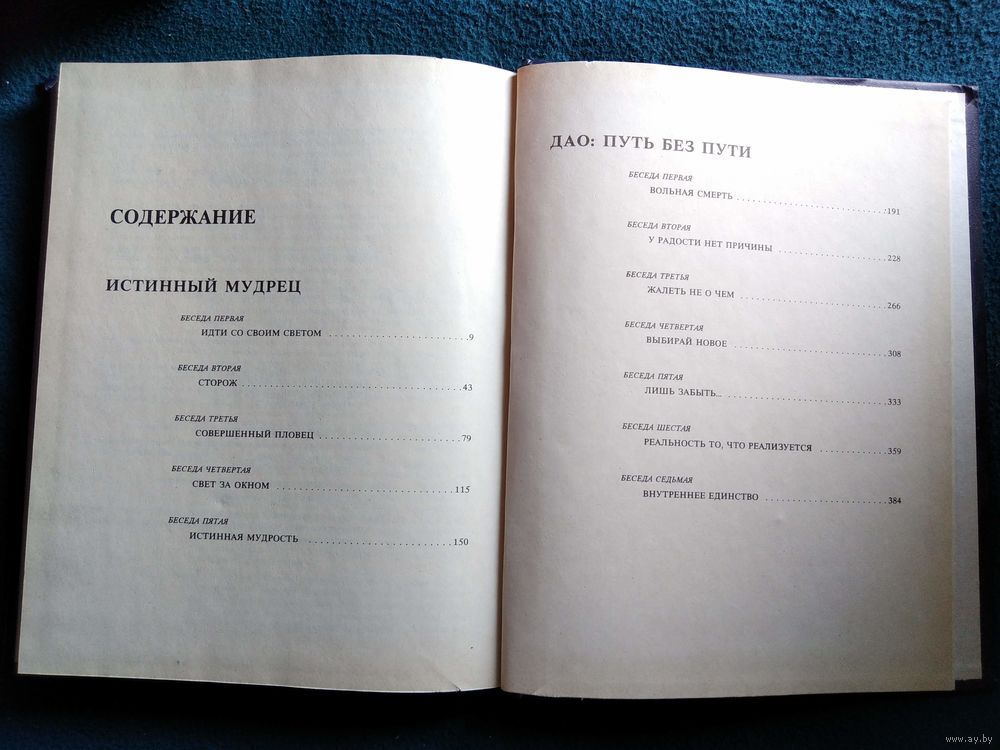 СОДЕРЖАНИЕ
ИСТИННЫЙ МУДРЕЦ
БЕСЕДА ПЕРВАЯ
ИДТИ СО СВОИМ СВЕТОМ ........................ 9
БЕСЕДА ВТОРАЯ
СТОРОЖ ........................ 43
БЕСЕДА ТРЕТЬЯ
СОВЕРШЕННЫЙ ПЛОВЕЦ ........................ 79
БЕСЕДА ЧЕТВЕРТАЯ
СВЕТ ЗА ОКНОМ ........................ 115
БЕСЕДА ПЯТАЯ
ИСТИННАЯ МУДРОСТЬ ........................ 150
ДАО: ПУТЬ БЕЗ ПУТИ
БЕСЕДА ПЕРВАЯ
ВОЛЬНАЯ СМЕРТЬ ........................ 191
БЕСЕДА ВТОРАЯ
У РАДОСТИ НЕТ ПРИЧИНЫ ........................ 228
БЕСЕДА ТРЕТЬЯ
ЖАЛЕТЬ НЕ О ЧЕМ ........................ 266
БЕСЕДА ЧЕТВЕРТАЯ
ВЫБИРАЙ НОВОЕ ........................ 308
БЕСЕДА ПЯТАЯ
ЛИШЬ ЗАБЫТЬ... ........................ 333
БЕСЕДА ШЕСТАЯ
РЕАЛЬНОСТЬ ТО, ЧТО РЕАЛИЗУЕТСЯ ........................ 359
БЕСЕДА СЕДЬМАЯ
ВНУТРЕННЕЕ ЕДИНСТВО ........................ 384
www.ay.by